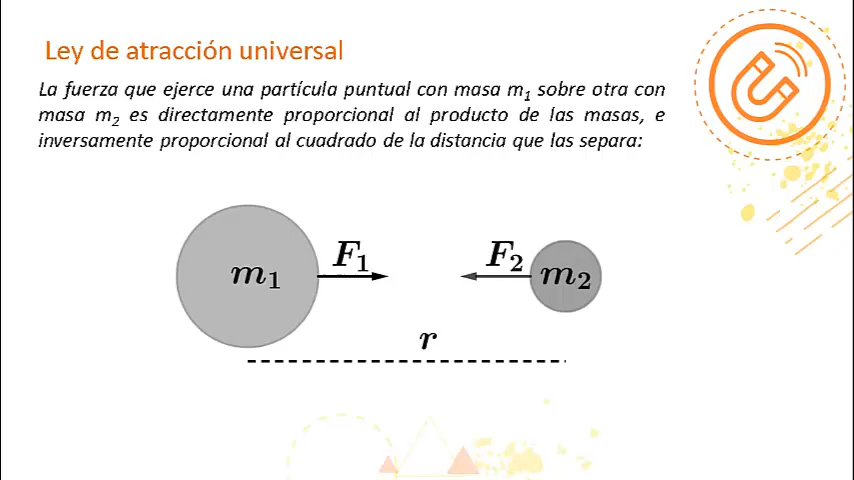 Ley de atracción universal
La fuerza que ejerce una partícula puntual con masa m₁ sobre otra con
masa m₂ es directamente proporcional al producto de las masas, e
inversamente proporcional al cuadrado de la distancia que las separa:
F₁ F₂
m₁ m₂
r